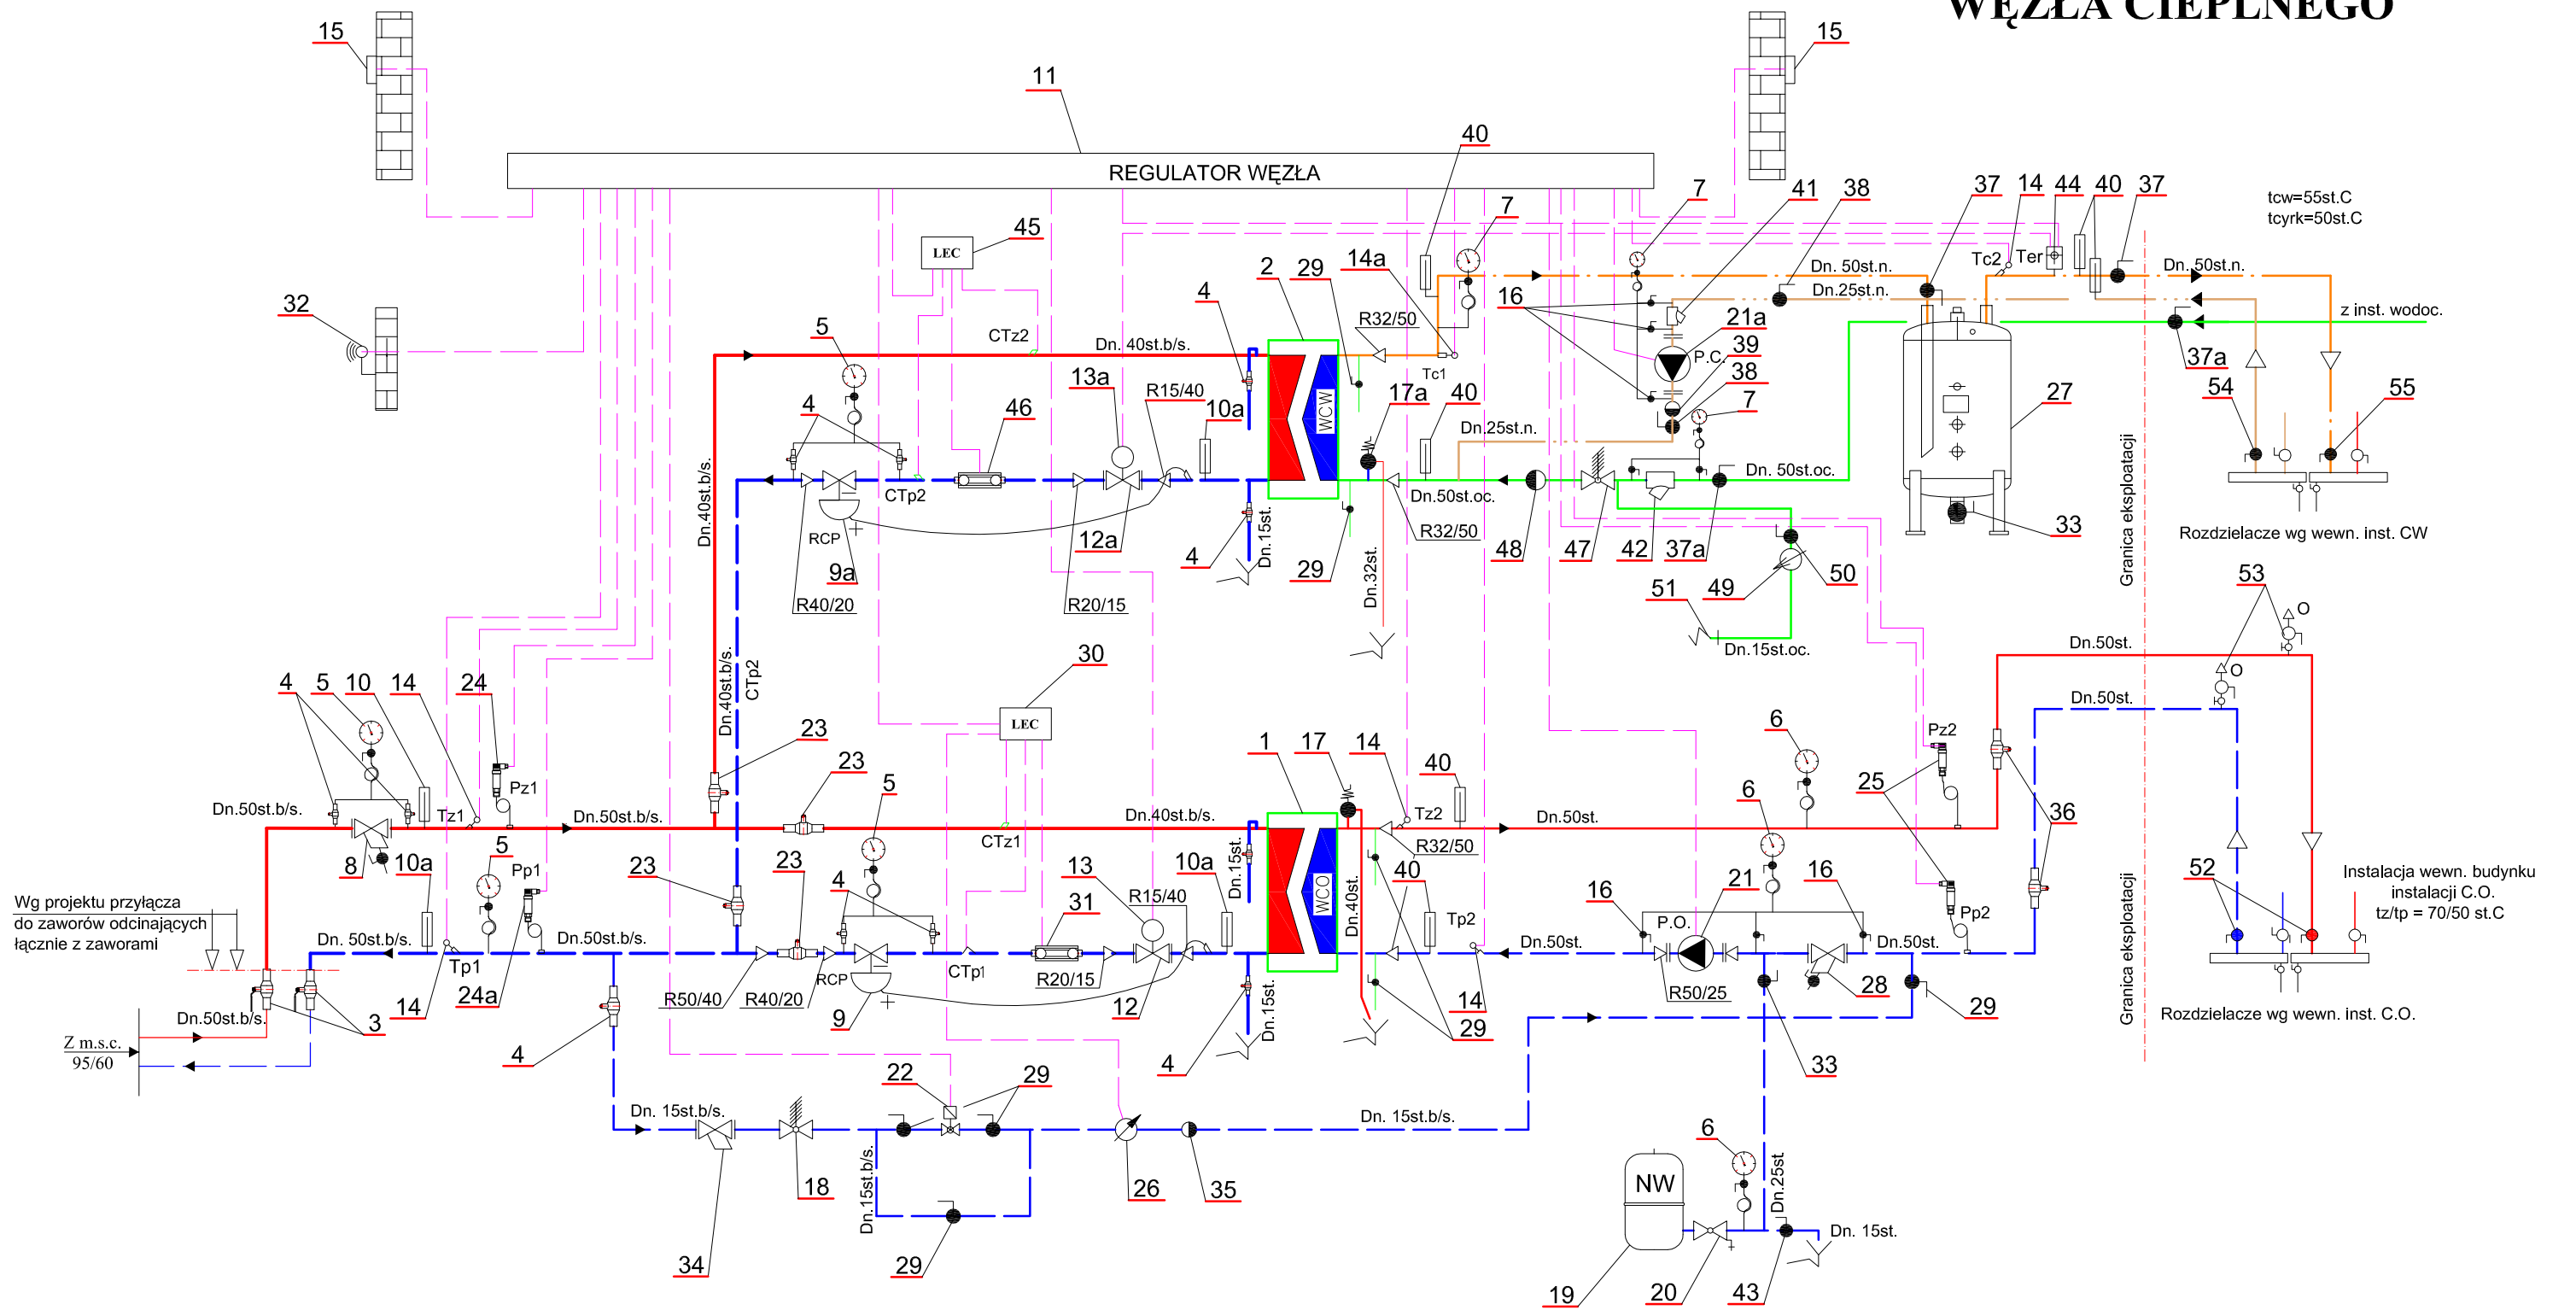 WĘZŁA CIEPLNEGO
15
15
11
REGULATOR WĘZŁA
40
7
7
41
38
37
14
44
40
37
tcw=55st.C
tcyrk=50st.C
45
LEC
2
29
14a
Tc2
Ter
Dn. 50st.n.
Dn. 50st.n.
Dn.25st.n.
4
16
32
5
CTz2
Dn. 40st.b/s.
R32/50
21a
z inst. wodoc.
P.C.
39
Tc1
37a
13a
R15/40
17a
40
38
7
54
55
27
4
46
10a
WCW
Dn.25st.n.
Dn. 50st.oc.
CTp2
Dn.50st.oc.
Dn.40st.b/s.
RCP
12a
4
Dn.15st.
R32/50
48
47
42
37a
33
Rozdzielacze wg wewn. inst. CW
9a
29
Dn.32st.
50
49
Granica eksploatacji
53
R40/20
R20/15
51
O
Dn.15st.oc.
Dn.50st.
30
O
Dn.50st.
4
5
10
14
24
Dn.40st.b/s.
CTp2
LEC
23
1
17
14
40
6
6
Pz2
Pz1
23
5
25
36
Dn.50st.b/s.
Tz1
Dn.50st.b/s.
Dn.40st.b/s.
Tz2
Dn.50st.
CTz1
R32/50
8
10a
5
Pp1
23
23
4
13
R15/40
10a
Dn.15st.
WCO
Dn.40st.
40
16
21
16
Instalacja wewn. budynku
instalacji C.O.
tz/tp = 70/50 st.C
52
Wg projektu przyłącza
do zaworów odcinających
łącznie z zaworami
31
Tp2
P.O.
Pp2
Granica eksploatacji
Dn. 50st.b/s.
Dn.50st.b/s.
Dn.50st.
Dn.50st.
Tp1
24a
R50/40
R40/20
RCP
CTp1
R20/15
12
Dn.15st.
14
R50/25
28
29
Dn.50st.b/s.
3
14
9
29
Rozdzielacze wg wewn. inst. C.O.
Z m.s.c.
95/60
4
4
33
22
29
Dn. 15st.b/s.
Dn. 15st.b/s.
6
Dn.15st.b/s.
18
26
35
NW
Dn.25st
Dn. 15st.
34
29
19
20
43